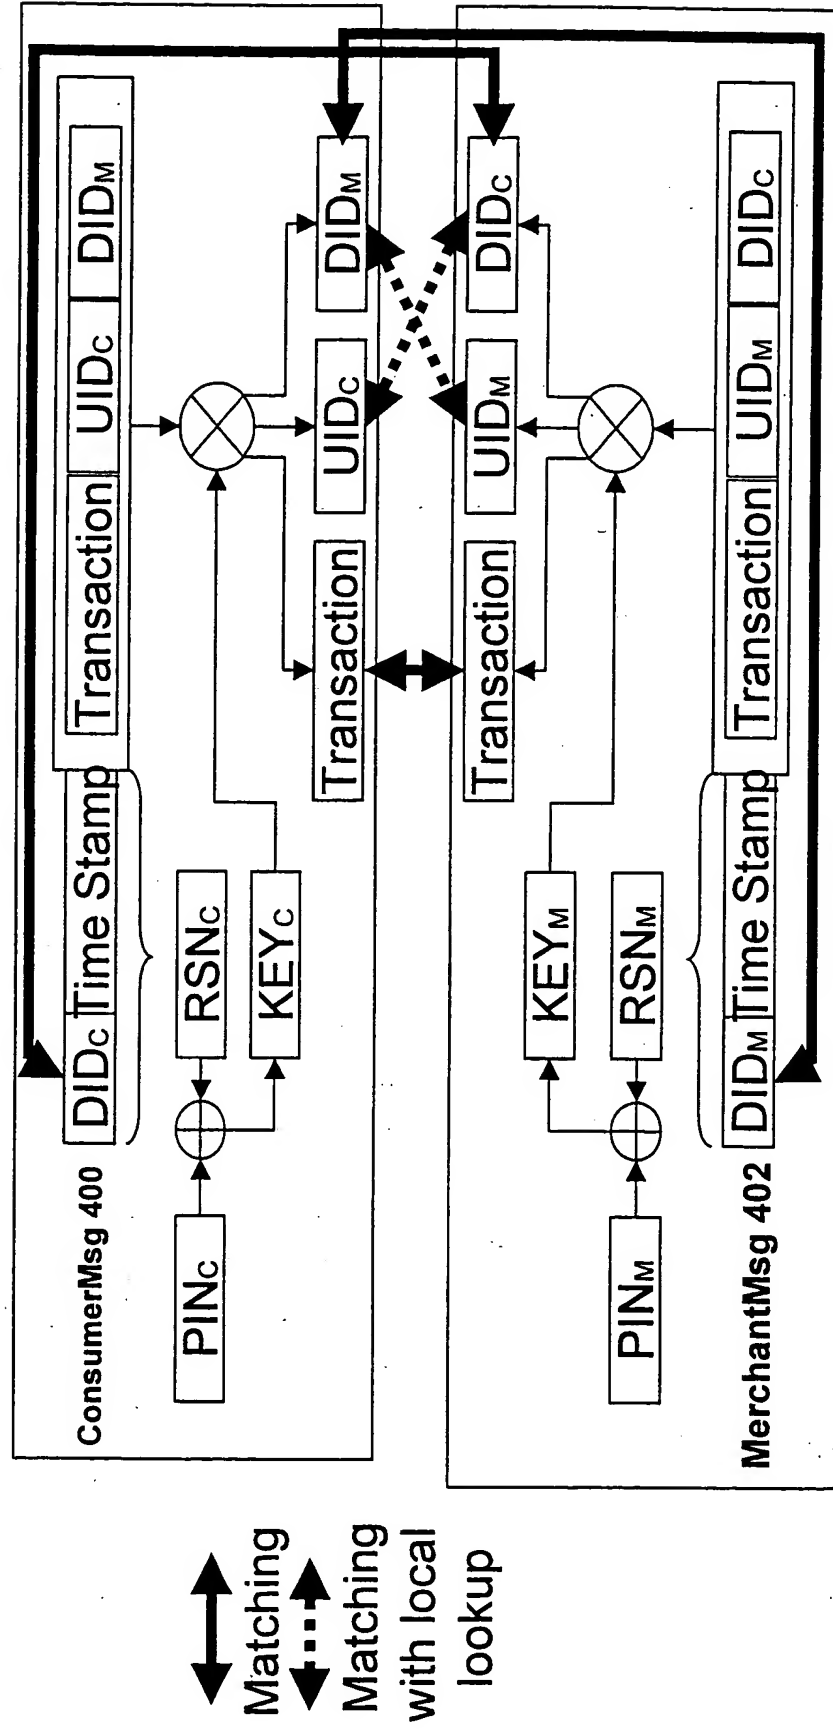 ConsumerMsg 400
DIDC Time Stamp Transaction UIDC DIDM
PINC
RSNC
KEYC
Transaction UIDC DIDM
Transaction UIDM DIDC
KEYM
RSNM
PINM
MerchantMsg 402
DIDM Time Stamp Transaction UIDM DIDC
Matching
Matching
with local
lookup